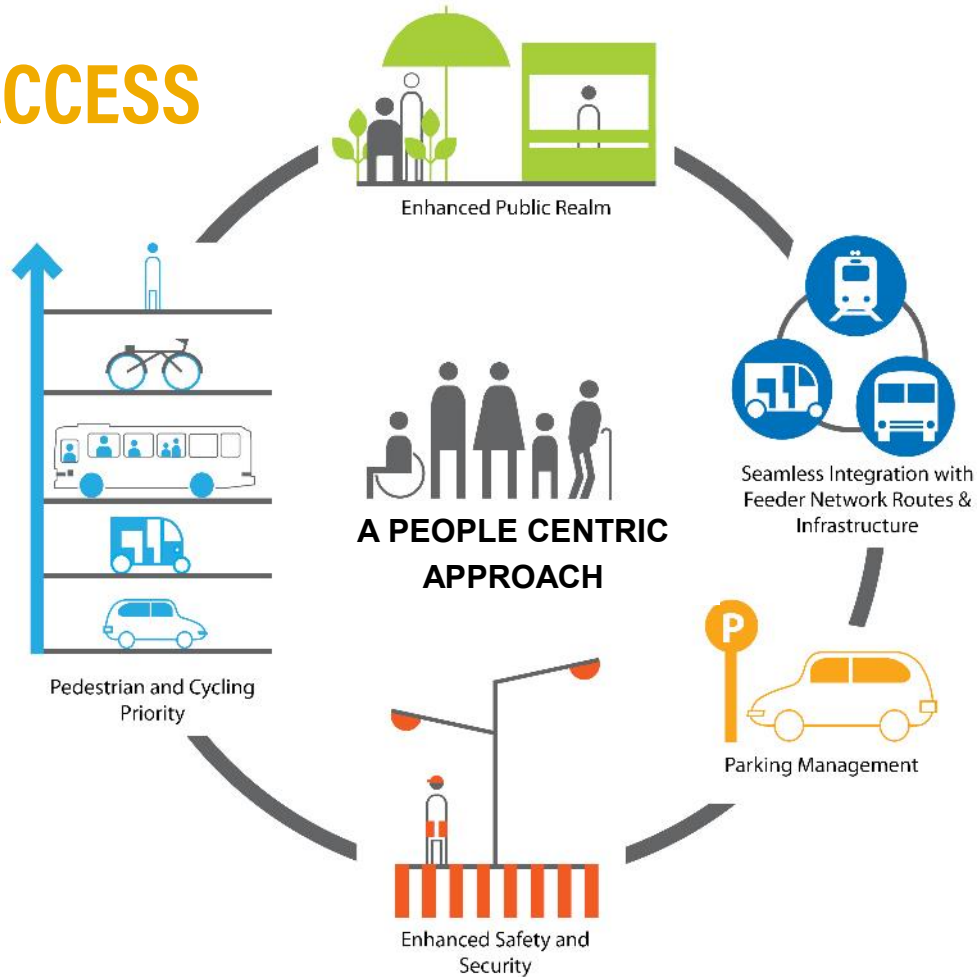 ACCESS
Enhanced Public Realm
Seamless Integration with
Feeder Network Routes &
Infrastructure
A PEOPLE CENTRIC
APPROACH
P
Parking Management
Pedestrian and Cycling
Priority
Enhanced Safety and
Security